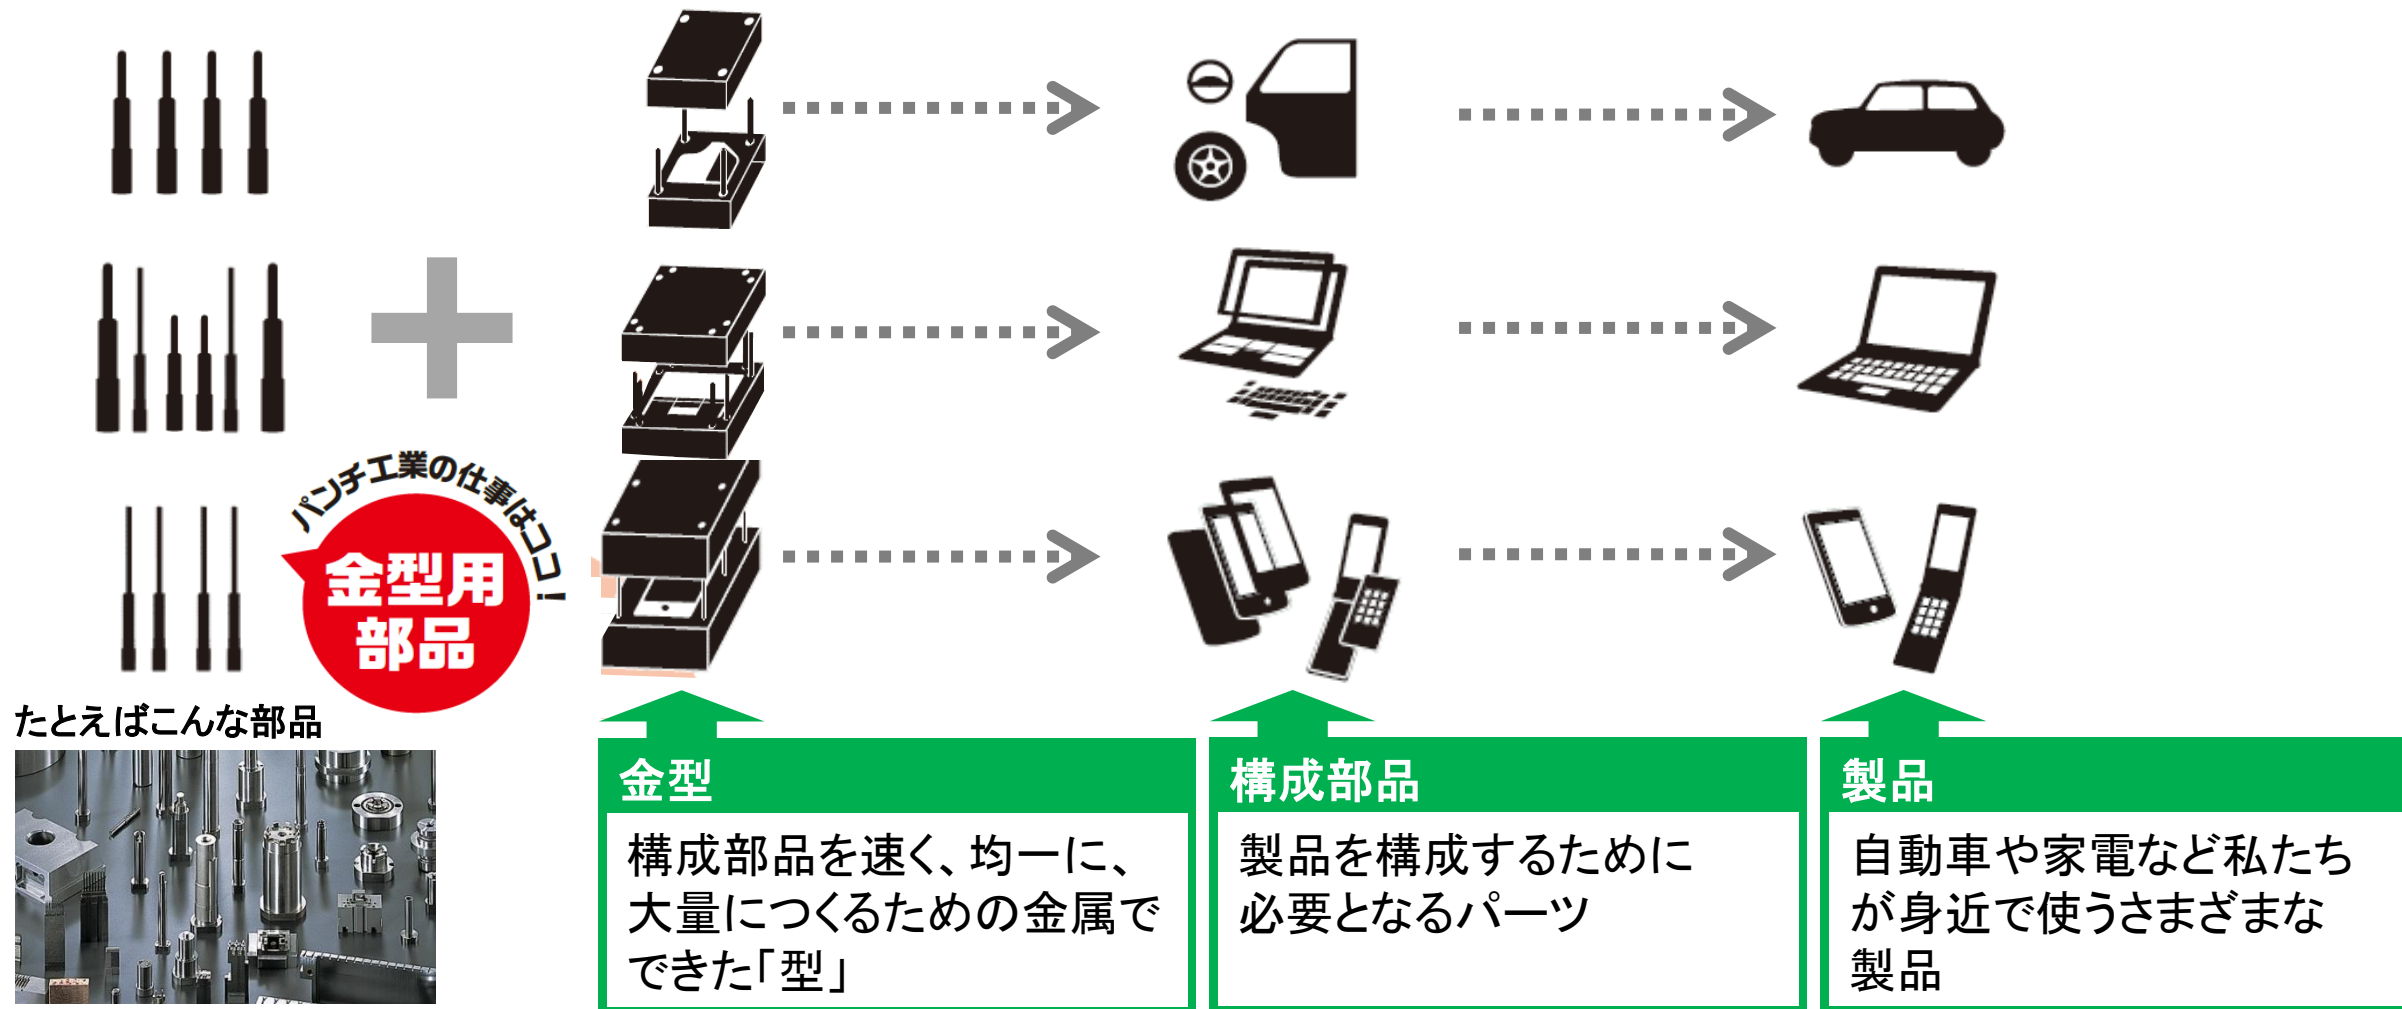 パンチ工業の仕事はココ！
金型用
部品
たとえばこんな部品
金型
構成部品を速く、均一に、
大量につくるための金属で
できた「型」
構成部品
製品を構成するために
必要となるパーツ
製品
自動車や家電など私たち
が身近で使うさまざまな
製品